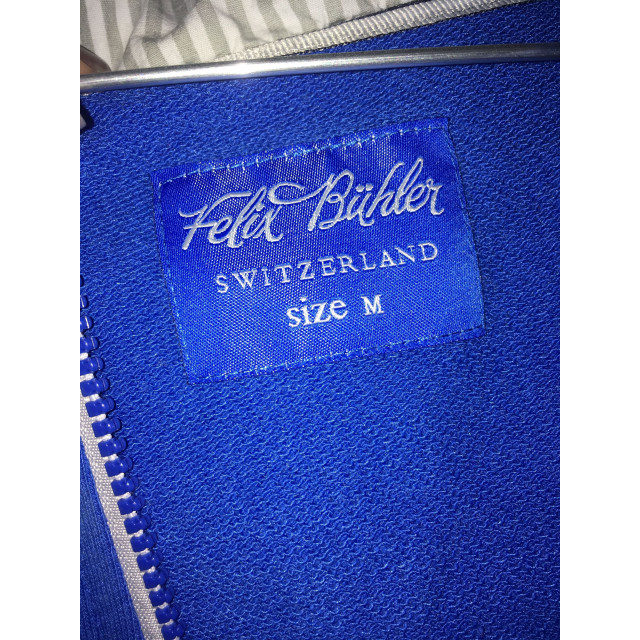 Felix Bühler
SWITZERLAND
size M